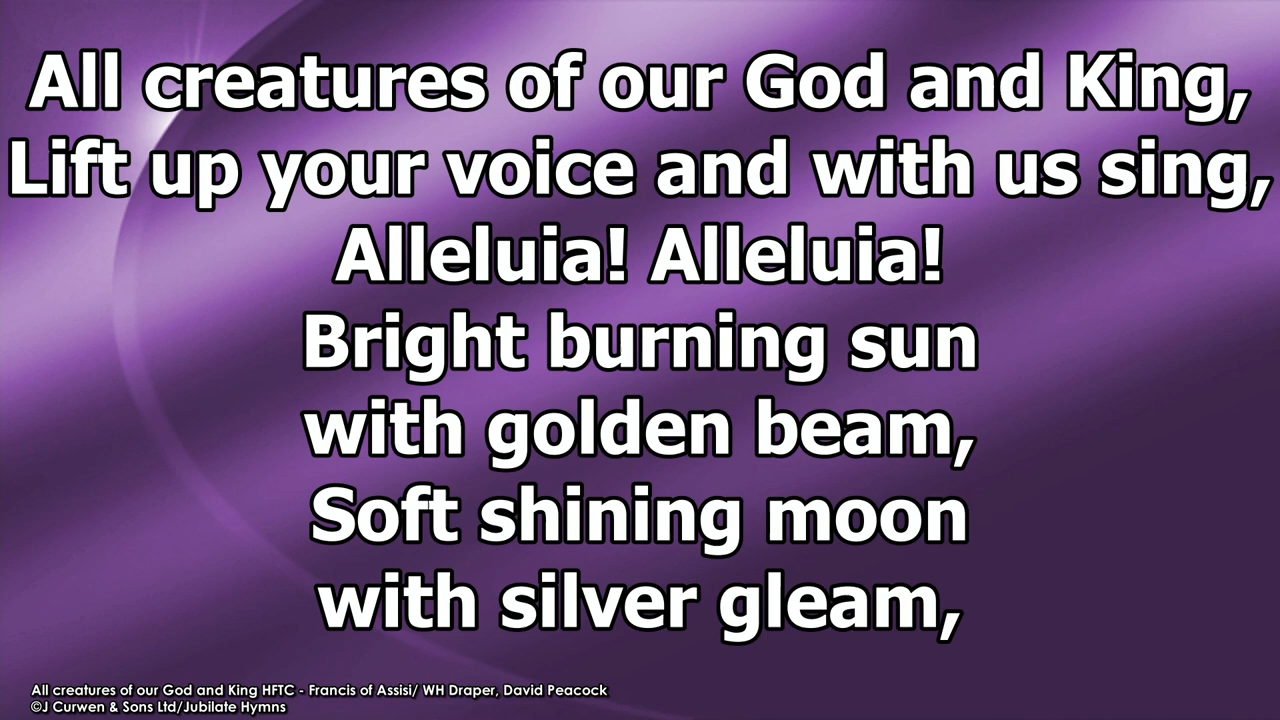 All creatures of our God and King,
Lift up your voice and with us sing,
Alleluia! Alleluia!
Bright burning sun
with golden beam,
Soft shining moon
with silver gleam,
All creatures of our God and King HFTC - Francis of Assisi/ WH Draper, David Peacock
©J Curwen & Sons Ltd/Jubilate Hymns